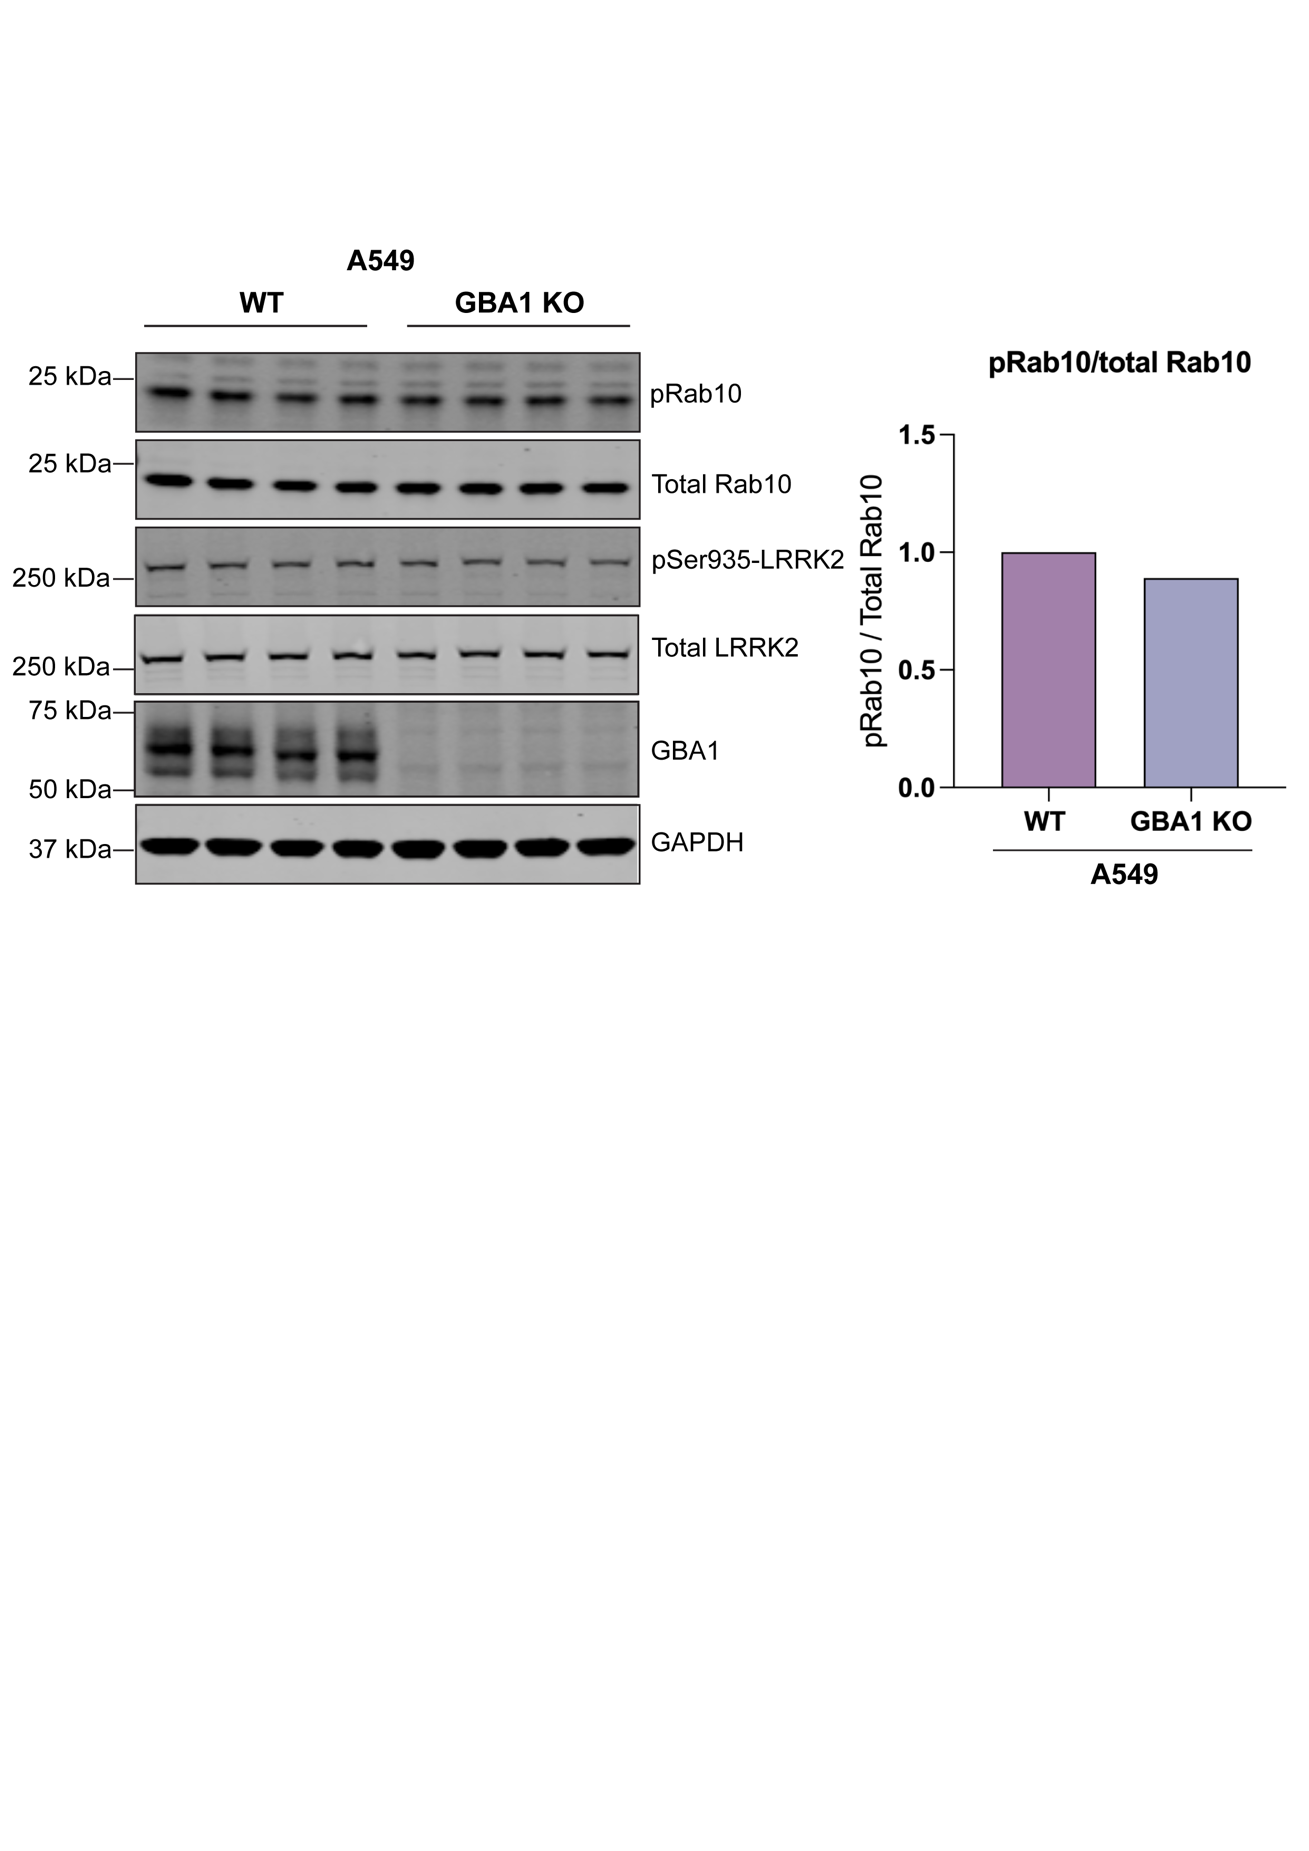 A549
WT
GBA1 KO
25 kDa
pRab10
25 kDa
Total Rab10
250 kDa
pSer935-LRRK2
250 kDa
Total LRRK2
75 kDa
GBA1
50 kDa
37 kDa
GAPDH
pRab10/total Rab10
pRab10 / Total Rab10
1.5
1.0
0.5
0.0
WT
GBA1 KO
A549